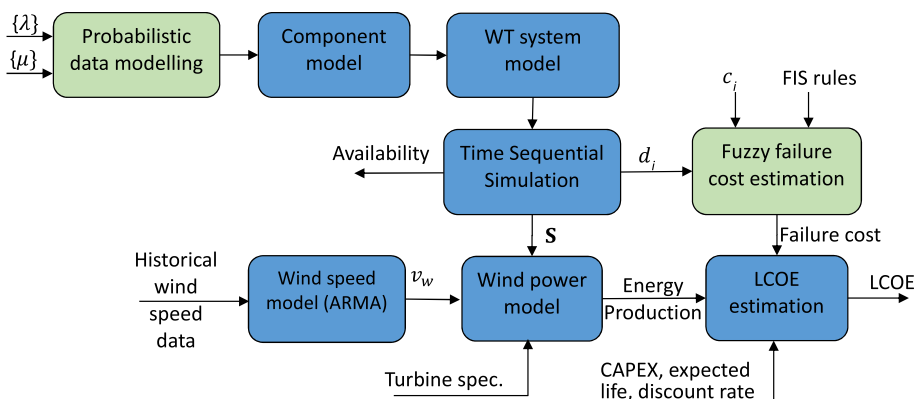 {λ}
{μ}
Probabilistic
data modelling
Component
model
WT system
model
c_i
FIS rules
Availability
Time Sequential
Simulation
d_i
Fuzzy failure
cost estimation
S
Failure cost
Historical
wind
speed
data
Wind speed
model (ARMA)
v_w
Wind power
model
Energy
Production
LCOE
estimation
LCOE
Turbine spec.
CAPEX, expected
life, discount rate